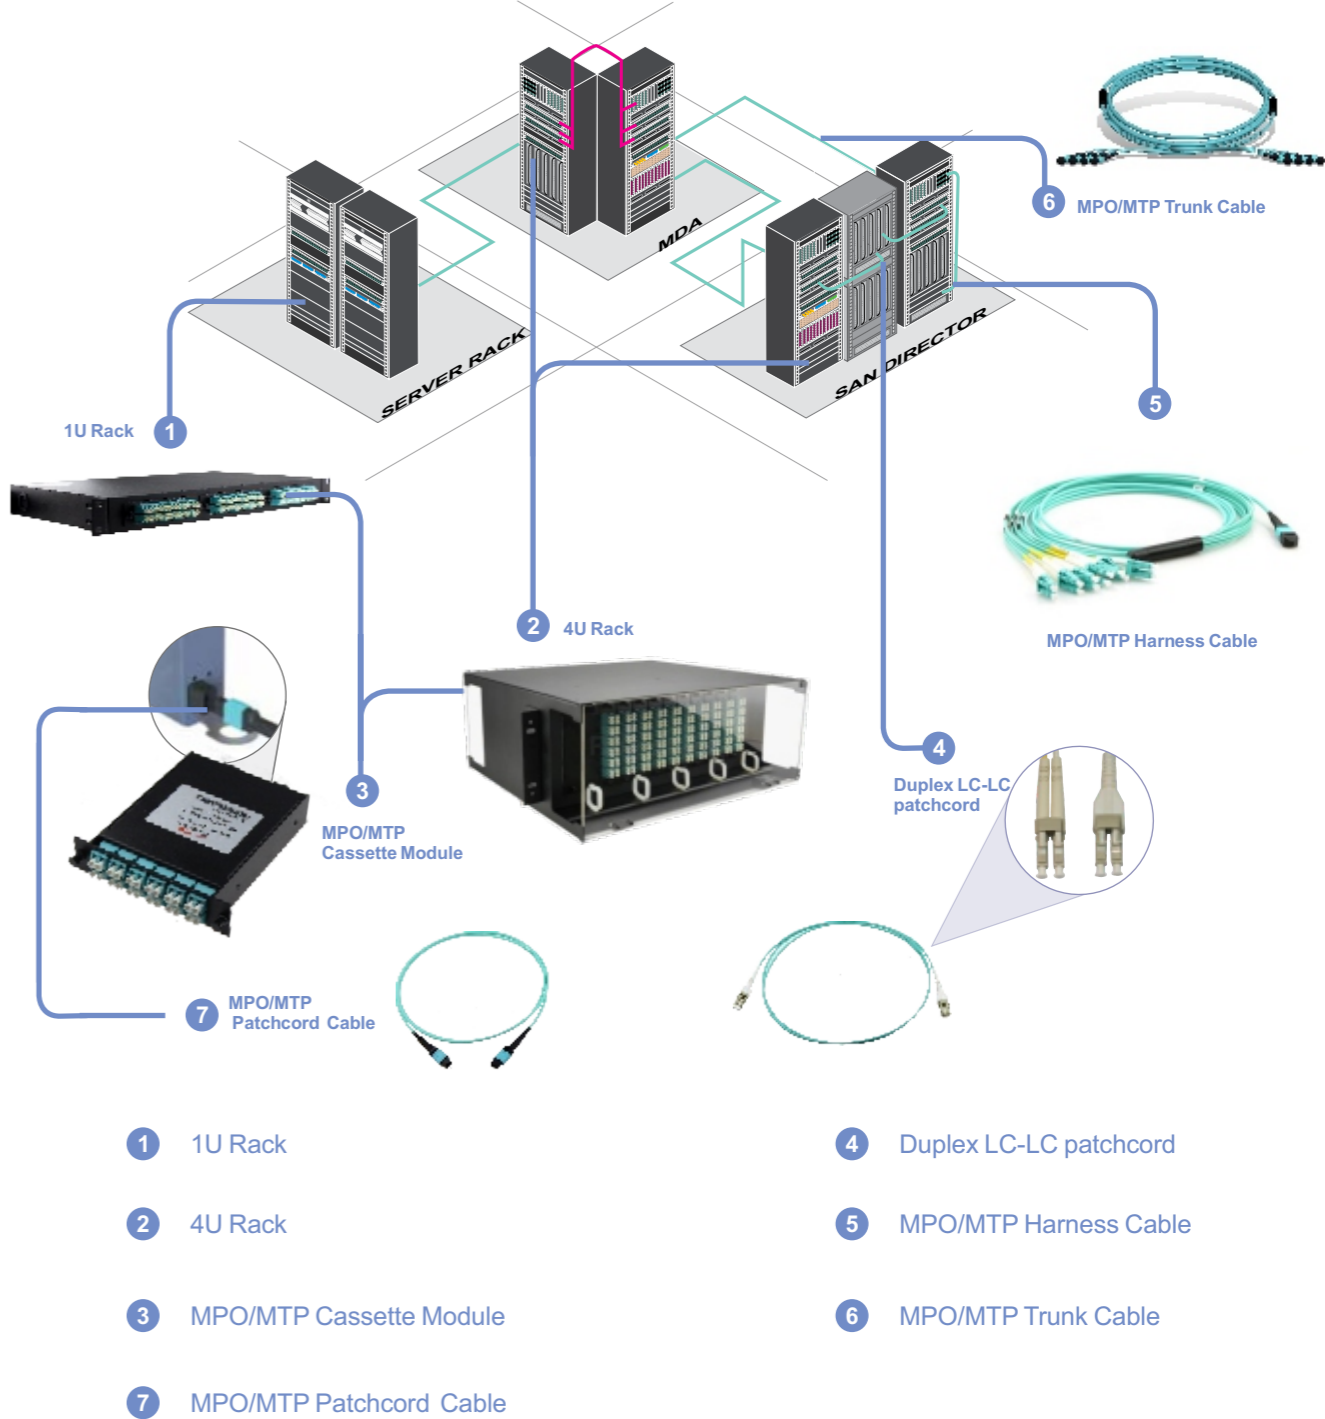 MDA
6
MPO/MTP Trunk Cable
SERVER RACK
SAN DIRECTOR
5
1U Rack
1
2
4U Rack
MPO/MTP Harness Cable
4
Duplex LC-LC
patchcord
3
MPO/MTP
Cassette Module
7
MPO/MTP
Patchcord Cable
1 1U Rack
4 Duplex LC-LC patchcord
2 4U Rack
5 MPO/MTP Harness Cable
3 MPO/MTP Cassette Module
6 MPO/MTP Trunk Cable
7 MPO/MTP Patchcord Cable